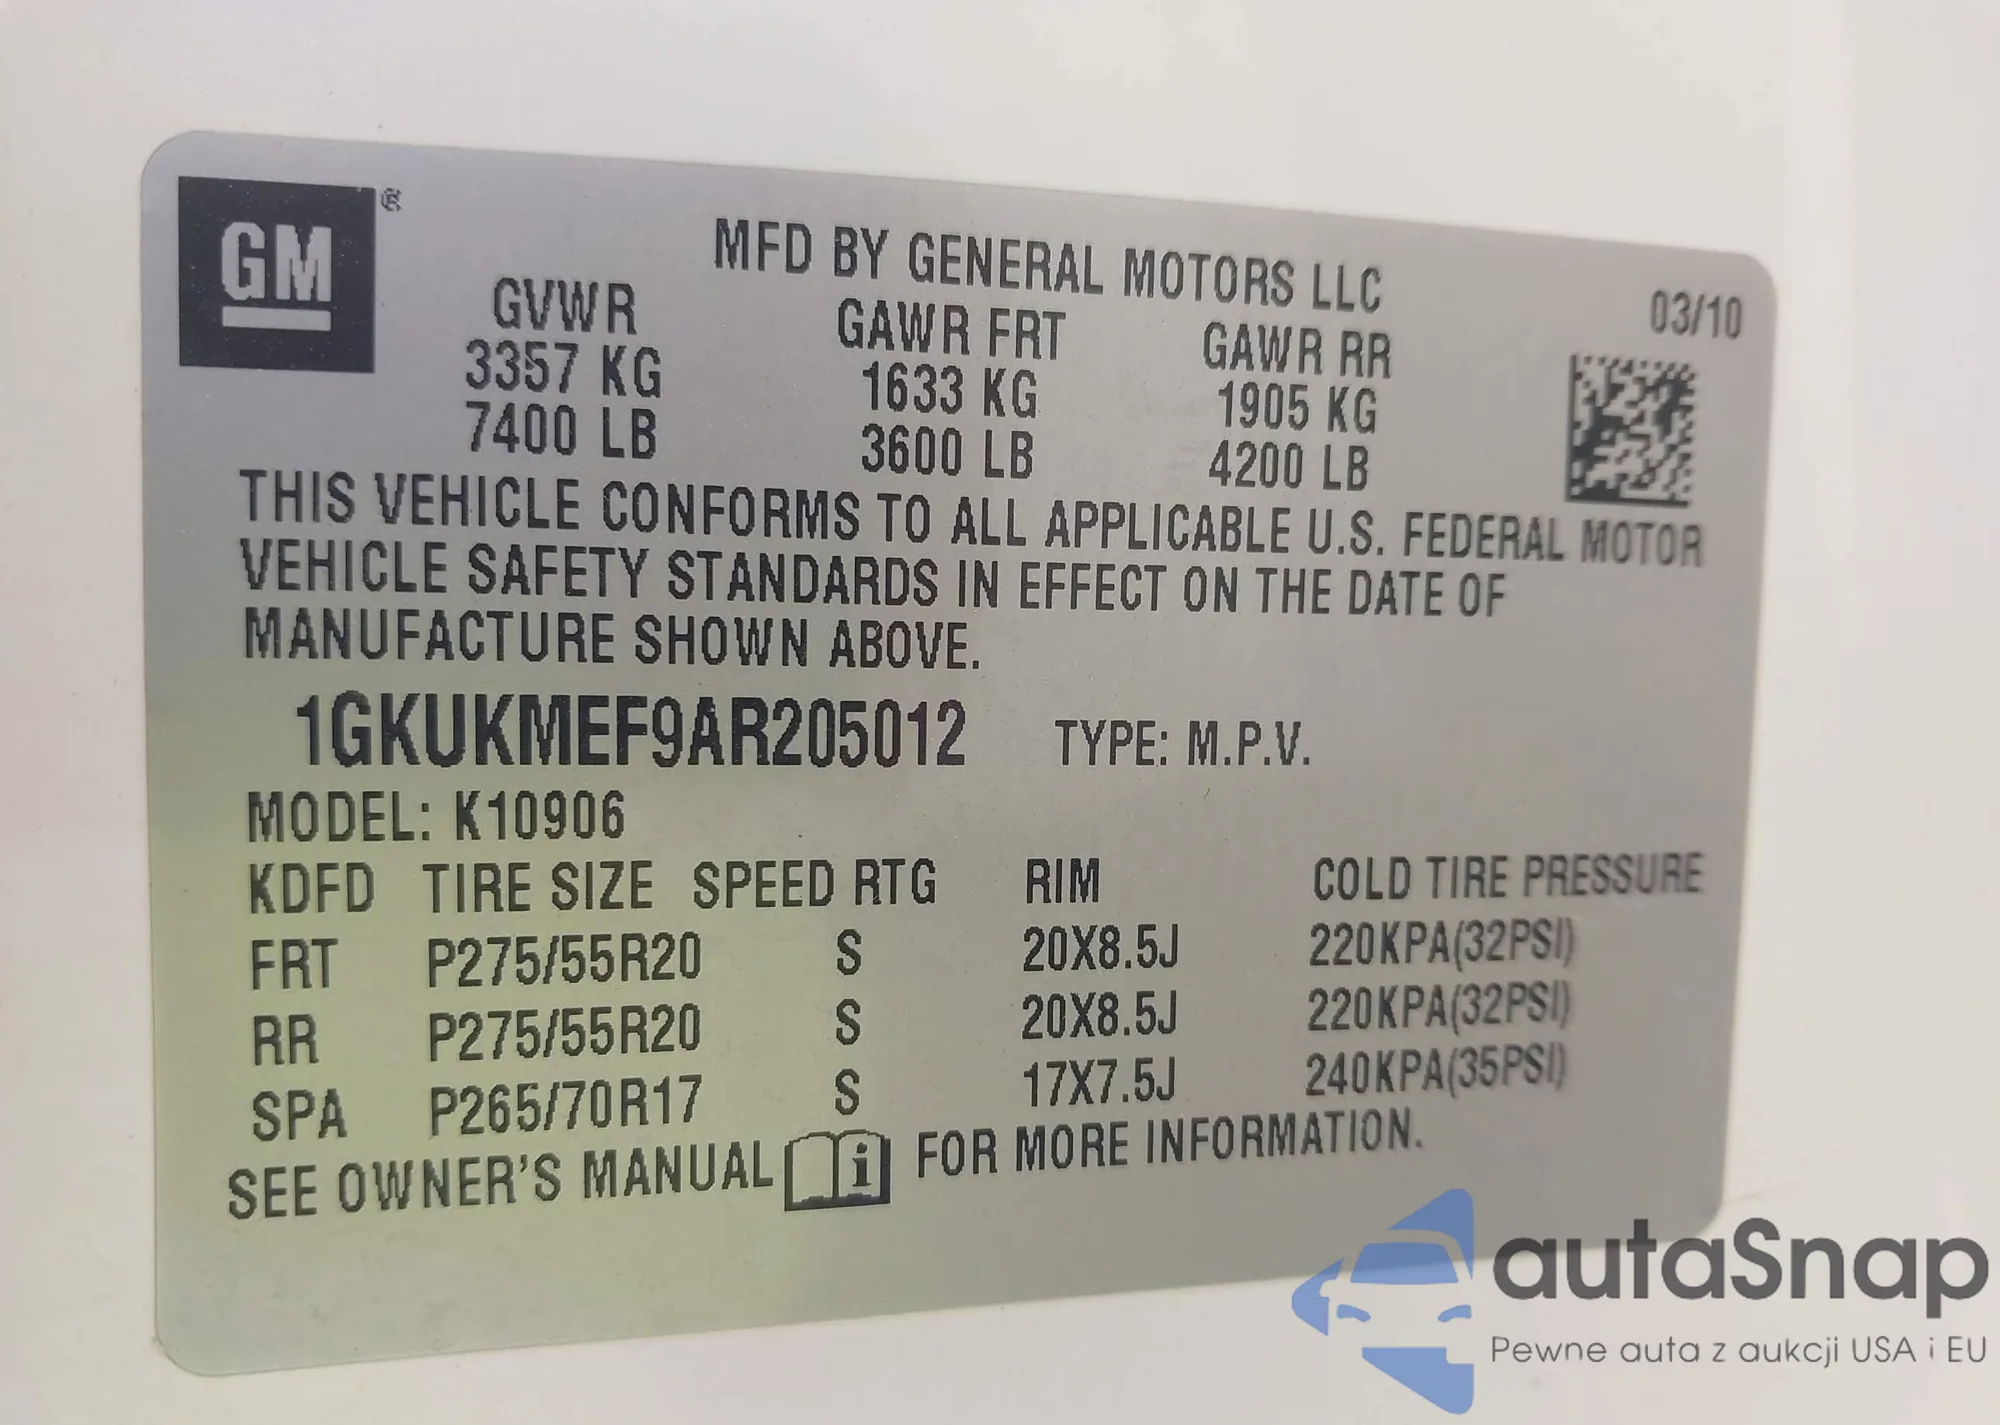 GM ®
MFD BY GENERAL MOTORS LLC
03/10
GVWR GAWR FRT GAWR RR
3357 KG 1633 KG 1905 KG
7400 LB 3600 LB 4200 LB
THIS VEHICLE CONFORMS TO ALL APPLICABLE U.S. FEDERAL MOTOR
VEHICLE SAFETY STANDARDS IN EFFECT ON THE DATE OF
MANUFACTURE SHOWN ABOVE.
1GKUKMEF9AR205012 TYPE: M.P.V.
MODEL: K10906
KDFD TIRE SIZE SPEED RTG RIM COLD TIRE PRESSURE
FRT P275/55R20 S 20X8.5J 220KPA(32PSI)
RR P275/55R20 S 20X8.5J 220KPA(32PSI)
SPA P265/70R17 S 17X7.5J 240KPA(35PSI)
SEE OWNER'S MANUAL i FOR MORE INFORMATION.
autaSnap
Pewne auta z aukcji USA i EU